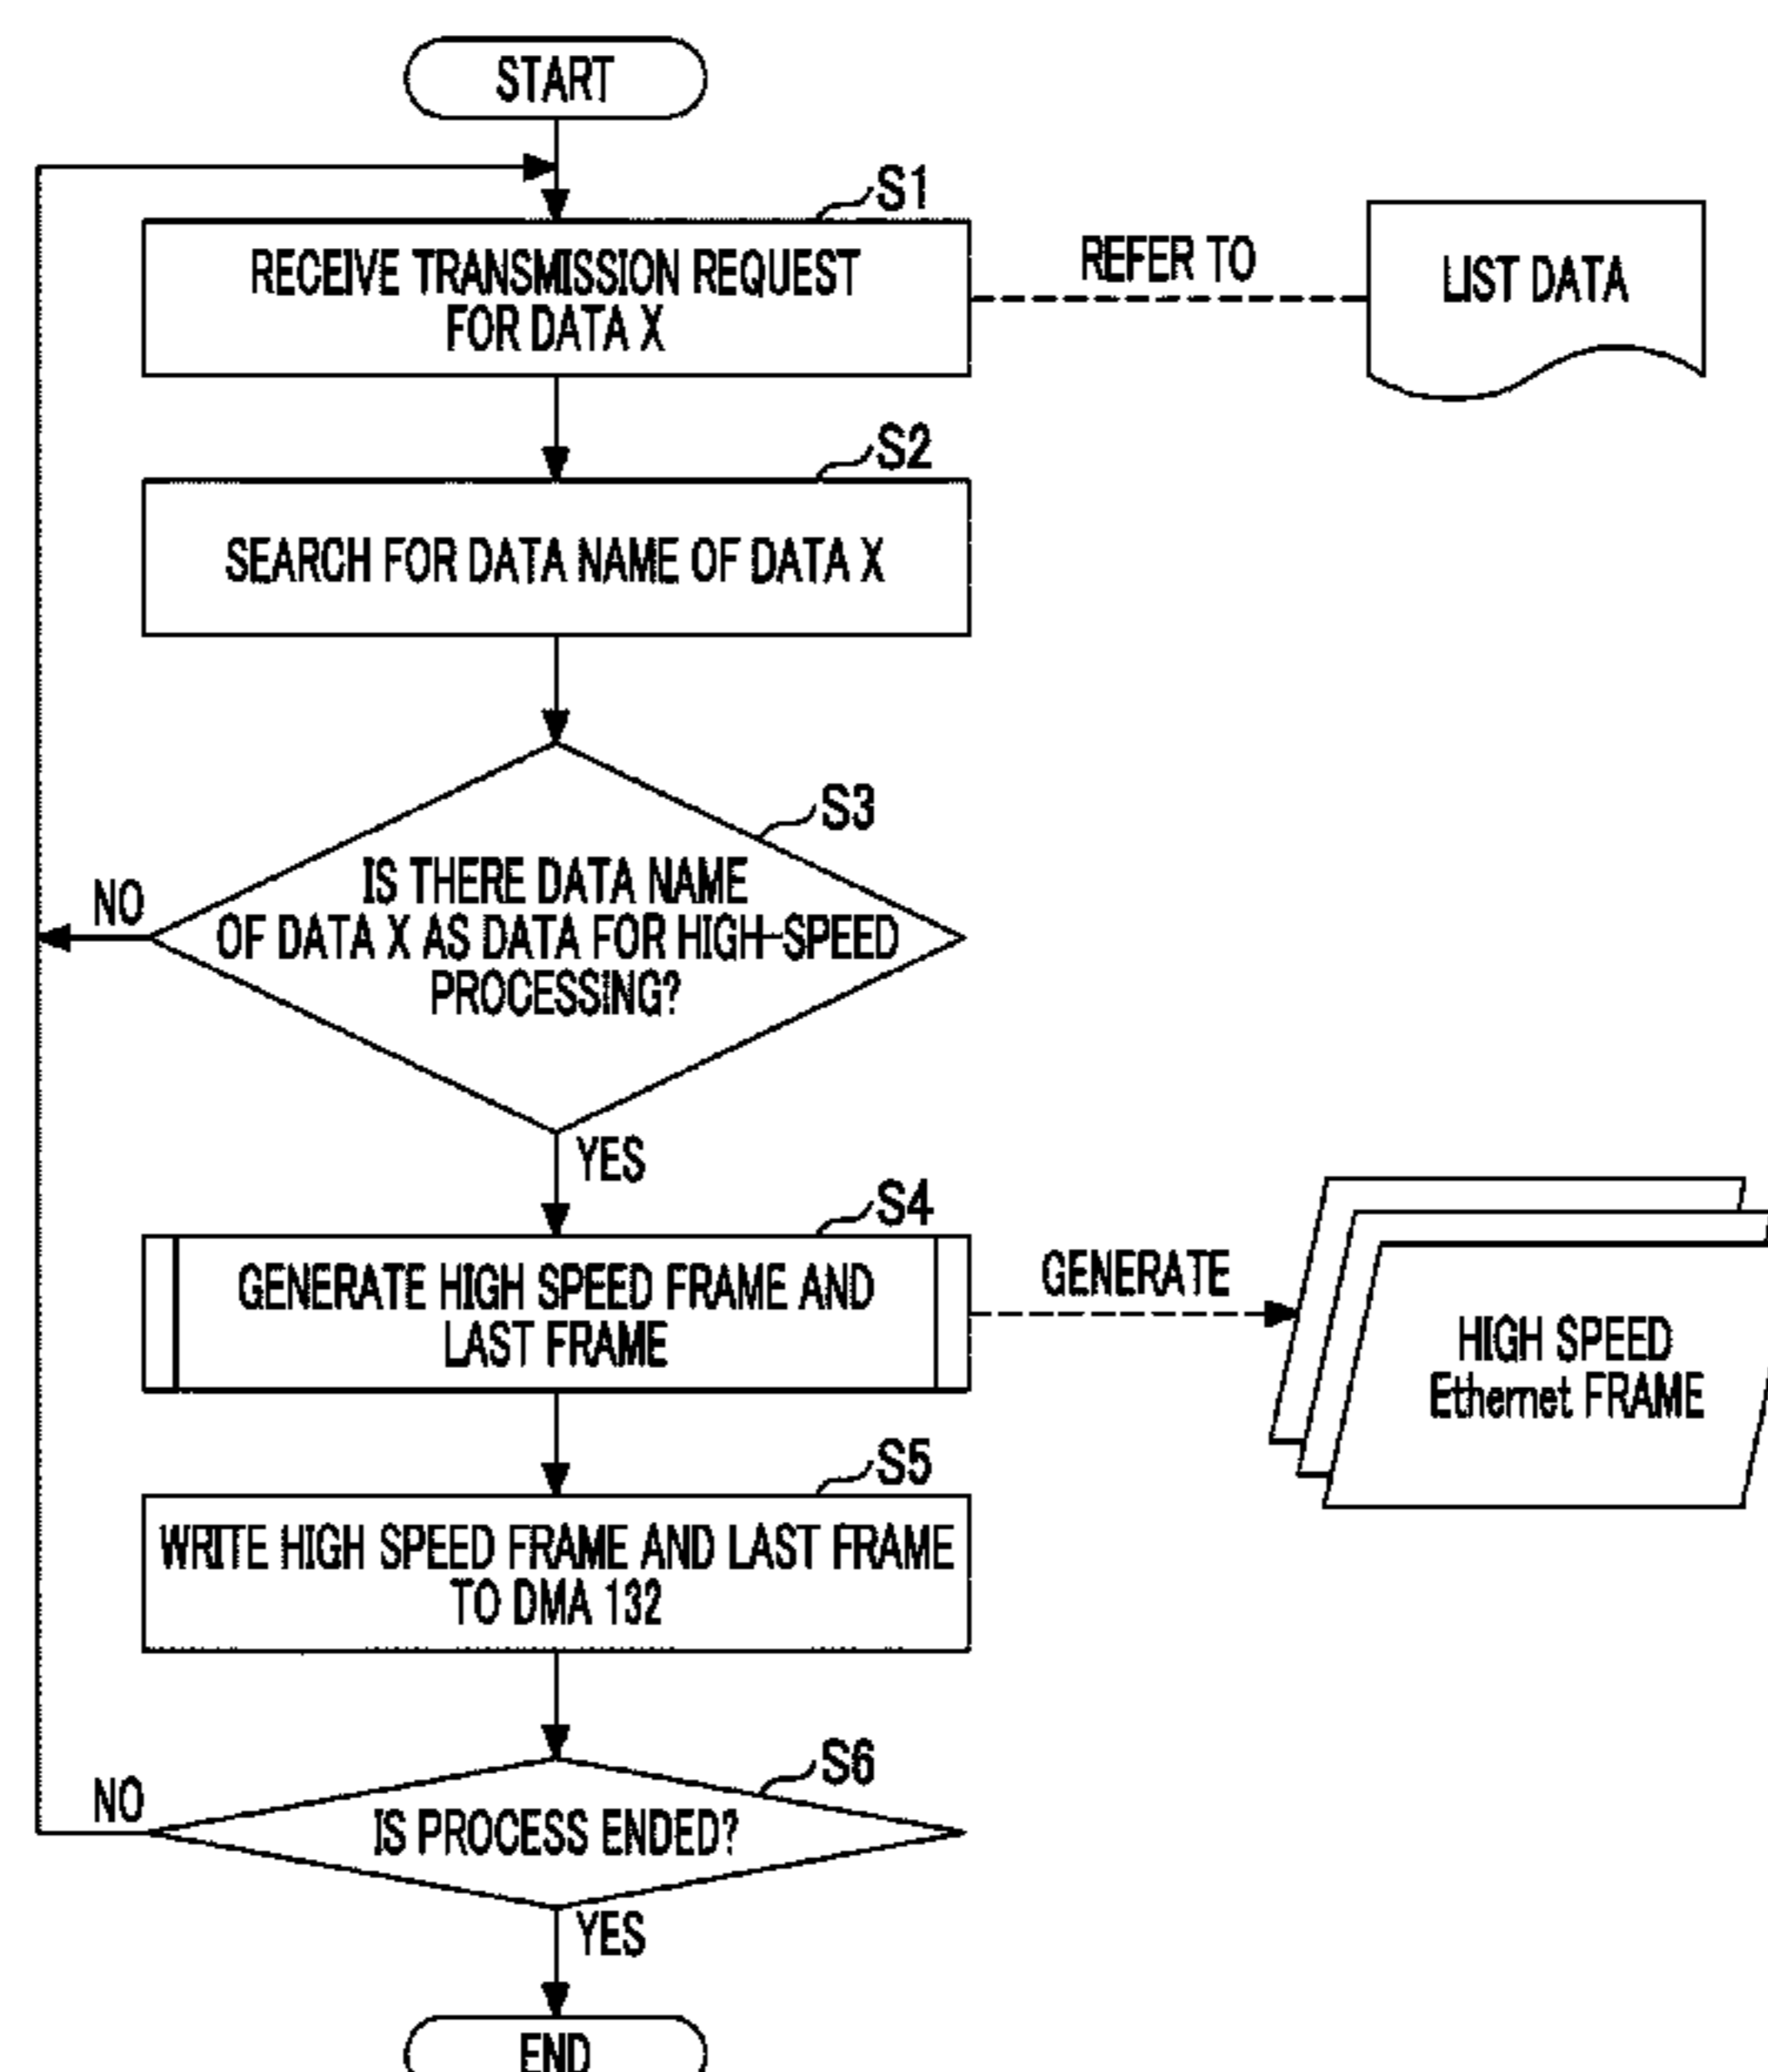 START
S1
RECEIVE TRANSMISSION REQUEST
FOR DATA X
REFER TO
LIST DATA
S2
SEARCH FOR DATA NAME OF DATA X
S3
IS THERE DATA NAME
OF DATA X AS DATA FOR HIGH-SPEED
PROCESSING?
NO
YES
S4
GENERATE HIGH SPEED FRAME AND
LAST FRAME
GENERATE
HIGH SPEED
Ethernet FRAME
S5
WRITE HIGH SPEED FRAME AND LAST FRAME
TO DMA 132
S6
IS PROCESS ENDED?
NO
YES
END